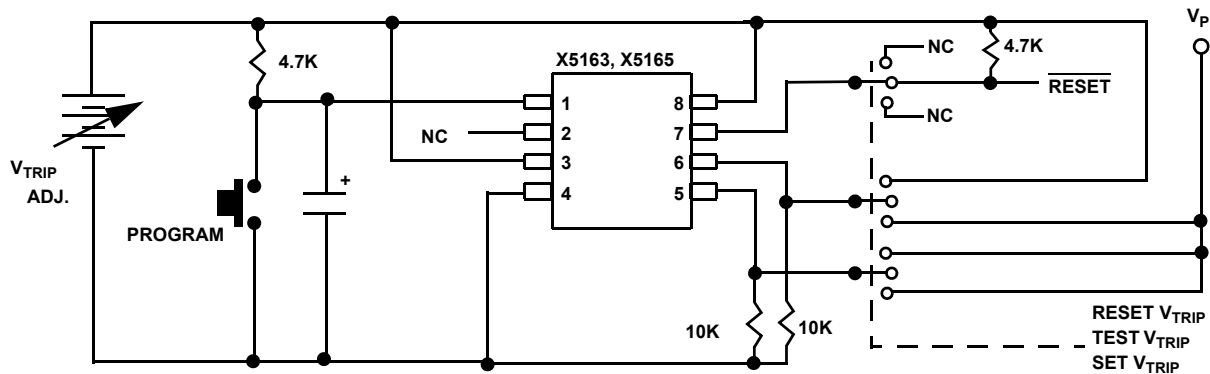 4.7K
X5163, X5165
NC
4.7K
V_P
RESET
NC
1
8
2
7
3
6
4
5
NC
V_TRIP
ADJ.
+
PROGRAM
10K
10K
RESET V_TRIP
TEST V_TRIP
SET V_TRIP